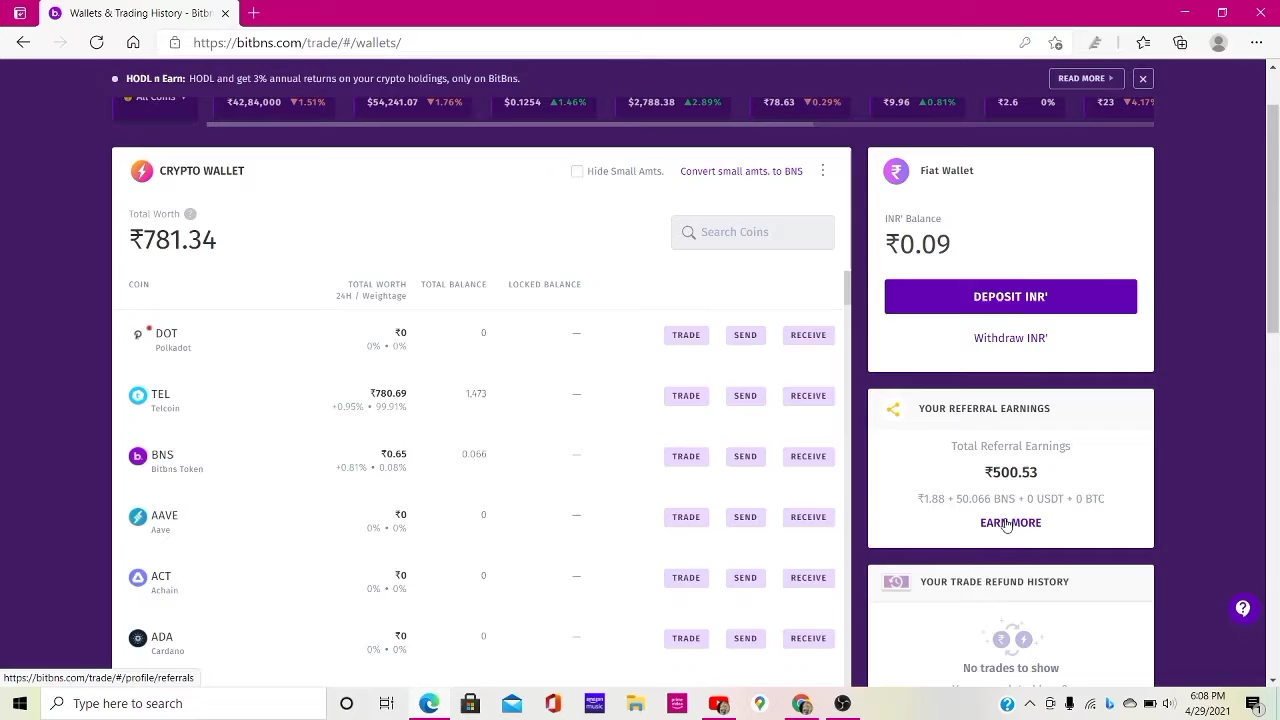 Wallets & Trading History - Bitbn
https://bitbns.com/trade/#/wallets/
HODL n Earn: HODL and get 3% annual returns on your crypto holdings, only on BitBns.
READ MORE
All Coins
₹42,84,000 ▼1.51% $54,241.07 ▼1.76% $0.1254 ▲1.46% $2,788.38 ▲2.89% ₹78.63 ▼0.29% ₹9.96 ▲0.81% ₹2.6 0% ₹23 ▼4.17%
CRYPTO WALLET
Hide Small Amts.
Convert small amts. to BNS
Total Worth ?
₹781.34
Search Coins
COIN TOTAL WORTH TOTAL BALANCE LOCKED BALANCE
24H / Weightage
DOT ₹0 0 — TRADE SEND RECEIVE
Polkadot 0% • 0%
TEL ₹780.69 1,473 — TRADE SEND RECEIVE
Telcoin +0.95% • 99.91%
BNS ₹0.65 0.066 — TRADE SEND RECEIVE
Bitbns Token +0.81% • 0.08%
AAVE ₹0 0 — TRADE SEND RECEIVE
Aave 0% • 0%
ACT ₹0 0 — TRADE SEND RECEIVE
Achain 0% • 0%
ADA ₹0 0 — TRADE SEND RECEIVE
Cardano 0% • 0%
Fiat Wallet
INR' Balance
₹0.09
DEPOSIT INR'
Withdraw INR'
YOUR REFERRAL EARNINGS
Total Referral Earnings
₹500.53
₹1.88 + 50.066 BNS + 0 USDT + 0 BTC
EARN MORE
YOUR TRADE REFUND HISTORY
No trades to show
https://bitbns.com/trade/#/profile/referrals
Type here to search
amazon music
prime video
6:08 PM
4/29/2021
1